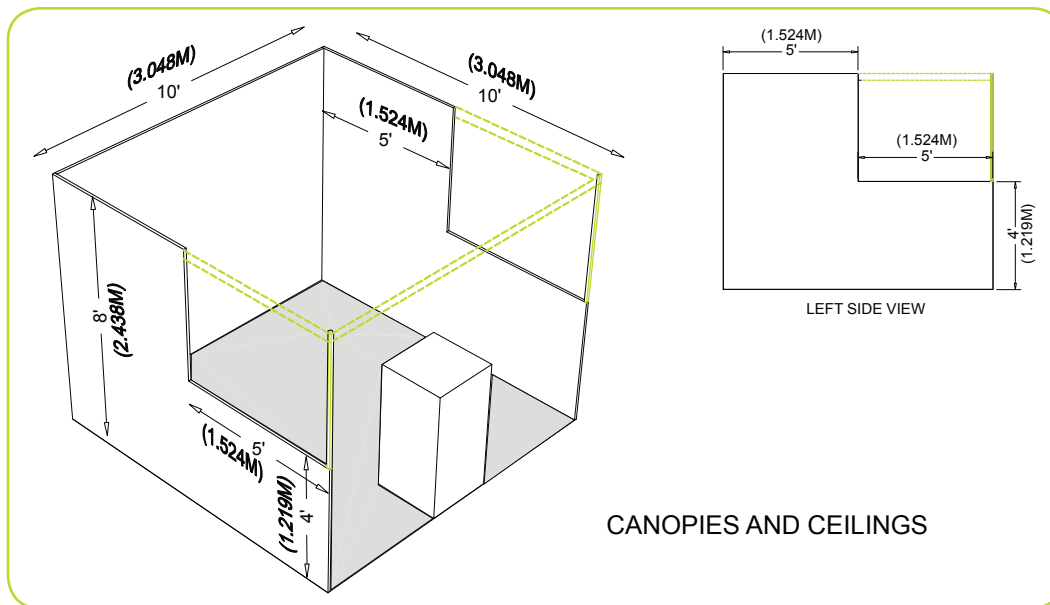 (3.048M)
10'
(3.048M)
10'
(1.524M)
5'
8'
(2.438M)
5'
(1.524M)
(1.219M)
4'
(1.524M)
5'
(1.524M)
5'
4'
(1.219M)
LEFT SIDE VIEW
CANOPIES AND CEILINGS